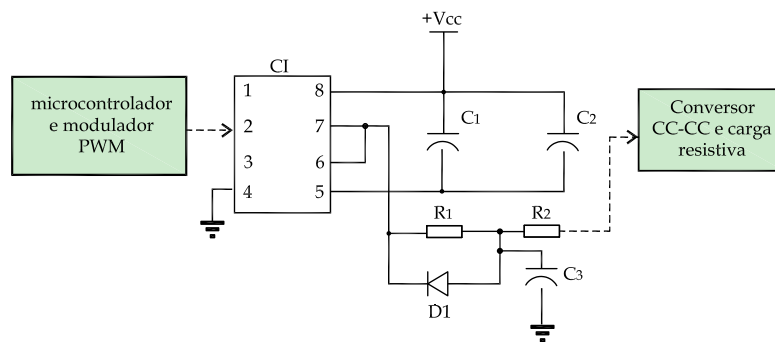 +Vcc
CI
microcontrolador
e modulador
PWM
1 8
2 7
3 6
4 5
C1
C2
Conversor
CC-CC e carga
resistiva
R1
R2
C3
D1